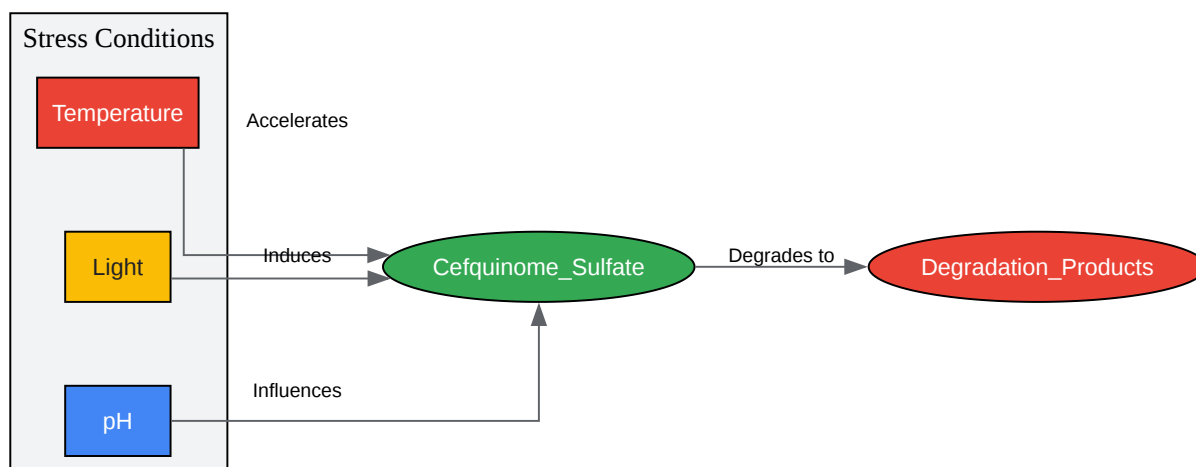 Stress Conditions
Temperature
Accelerates
Light
Induces
Cefquinome_Sulfate
Degrades to
Degradation_Products
Influences
pH